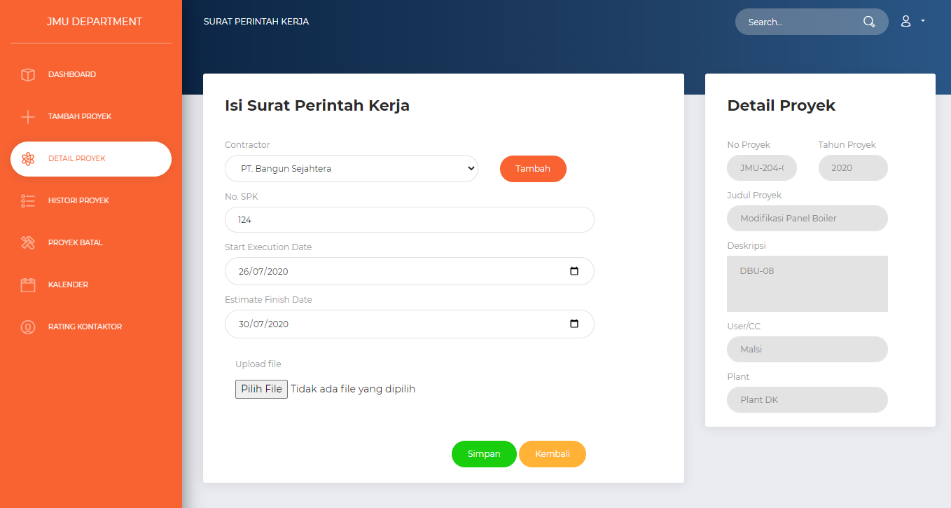 JMU DEPARTMENT
DASHBOARD
TAMBAH PROYEK
DETAIL PROYEK
HISTORI PROYEK
PROYEK BATAL
KALENDER
RATING KONTAKTOR
SURAT PERINTAH KERJA
Search...
Isi Surat Perintah Kerja
Contractor
PT. Bangun Sejahtera
Tambah
No. SPK
124
Start Execution Date
26/07/2020
Estimate Finish Date
30/07/2020
Upload file
Pilih File Tidak ada file yang dipilih
Simpan
Kembali
Detail Proyek
No Proyek
Tahun Proyek
JMU-204-
2020
Judul Proyek
Modifikasi Panel Boiler
Deskripsi
DBU-08
User/CC
Malsi
Plant
Plant DK